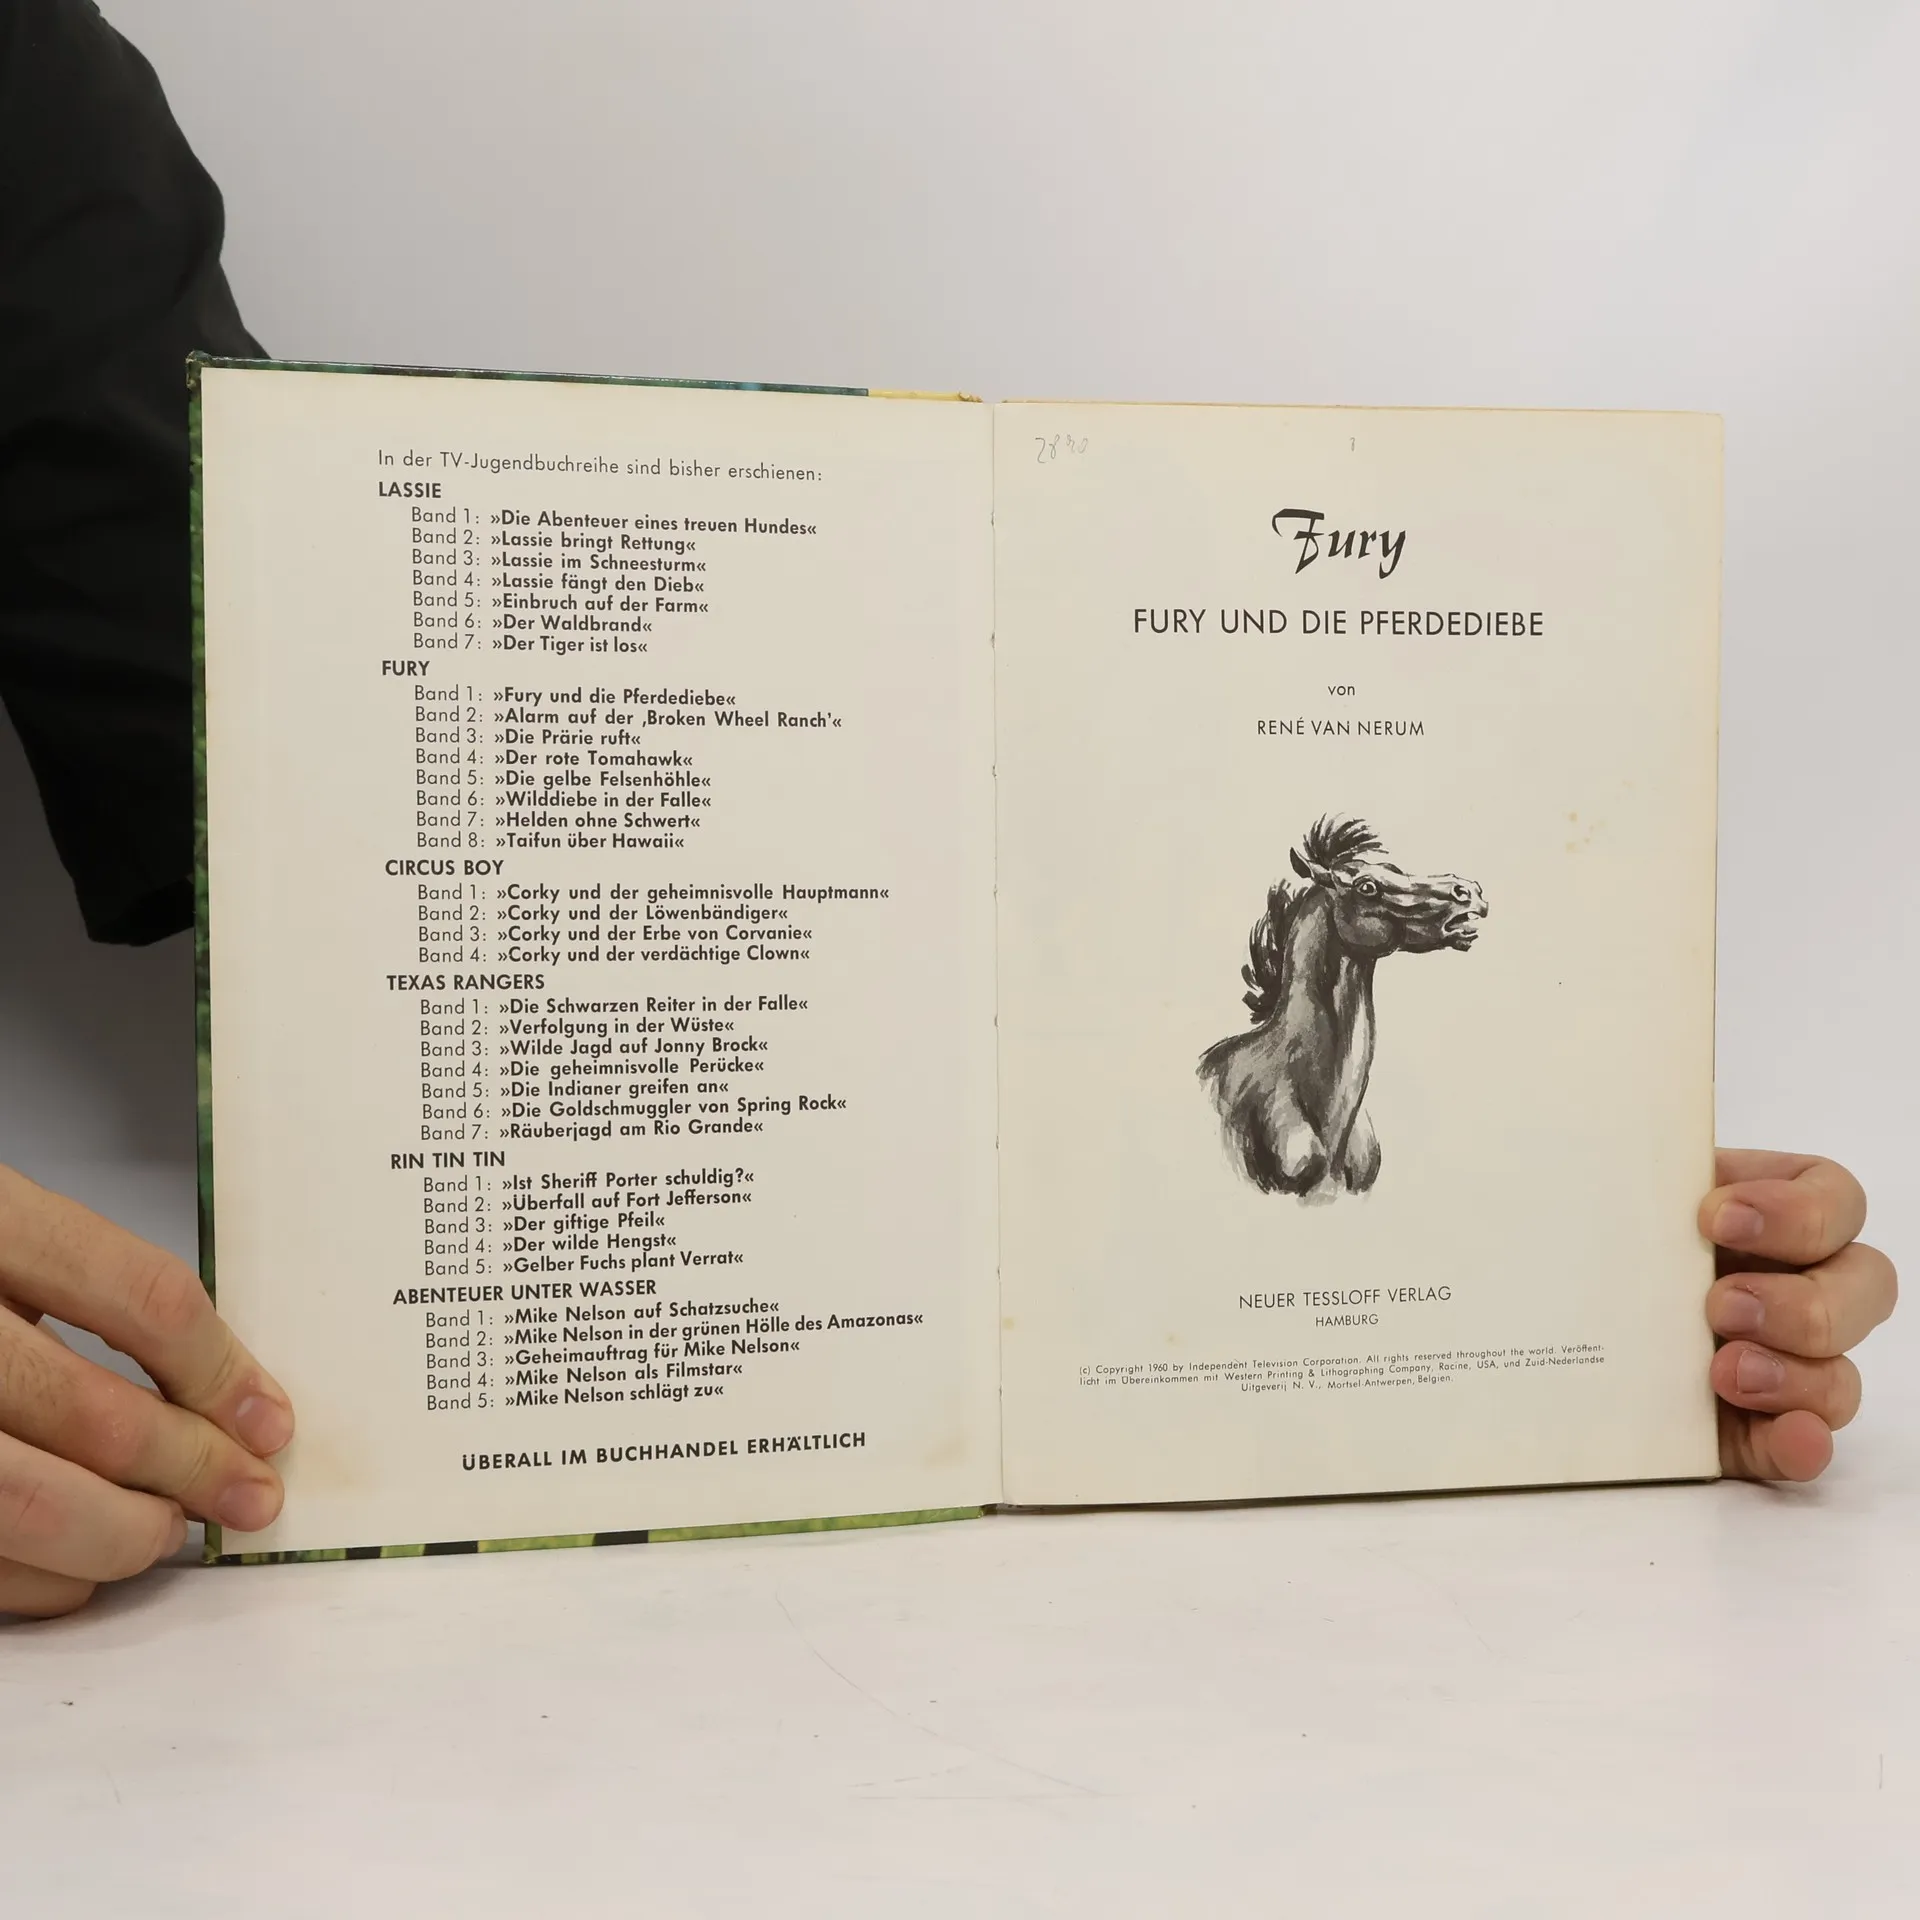 In der TV-Jugendbuchreihe sind bisher erschienen:
LASSIE
Band 1: »Die Abenteuer eines treuen Hundes«
Band 2: »Lassie bringt Rettung«
Band 3: »Lassie im Schneesturm«
Band 4: »Lassie fängt den Dieb«
Band 5: »Einbruch auf der Farm«
Band 6: »Der Waldbrand«
Band 7: »Der Tiger ist los«
FURY
Band 1: »Fury und die Pferdediebe«
Band 2: »Alarm auf der ‚Broken Wheel Ranch'«
Band 3: »Die Prärie ruft«
Band 4: »Der rote Tomahawk«
Band 5: »Die gelbe Felsenhöhle«
Band 6: »Wilddiebe in der Falle«
Band 7: »Helden ohne Schwert«
Band 8: »Taifun über Hawaii«
CIRCUS BOY
Band 1: »Corky und der geheimnisvolle Hauptmann«
Band 2: »Corky und der Löwenbändiger«
Band 3: »Corky und der Erbe von Corvanie«
Band 4: »Corky und der verdächtige Clown«
TEXAS RANGERS
Band 1: »Die Schwarzen Reiter in der Falle«
Band 2: »Verfolgung in der Wüste«
Band 3: »Wilde Jagd auf Jonny Brock«
Band 4: »Die geheimnisvolle Perücke«
Band 5: »Die Indianer greifen an«
Band 6: »Die Goldschmuggler von Spring Rock«
Band 7: »Räuberjagd am Rio Grande«
RIN TIN TIN
Band 1: »Ist Sheriff Porter schuldig?«
Band 2: »Überfall auf Fort Jefferson«
Band 3: »Der giftige Pfeil«
Band 4: »Der wilde Hengst«
Band 5: »Gelber Fuchs plant Verrat«
ABENTEUER UNTER WASSER
Band 1: »Mike Nelson auf Schatzsuche«
Band 2: »Mike Nelson in der grünen Hölle des Amazonas«
Band 3: »Geheimauftrag für Mike Nelson«
Band 4: »Mike Nelson als Filmstar«
Band 5: »Mike Nelson schlägt zu«
ÜBERALL IM BUCHHANDEL ERHÄLTLICH
Fury
FURY UND DIE PFERDEDIEBE
von
RENÉ VAN NERUM
NEUER TESSLOFF VERLAG
HAMBURG
(c) Copyright 1960 by Independent Television Corporation. All rights reserved throughout the world. Veröffent-
licht im Übereinkommen mit Western Printing & Lithographing Company, Racine, USA, und Zuid-Nederlandse
Uitgeverij N. V., Mortsel-Antwerpen, Belgien.